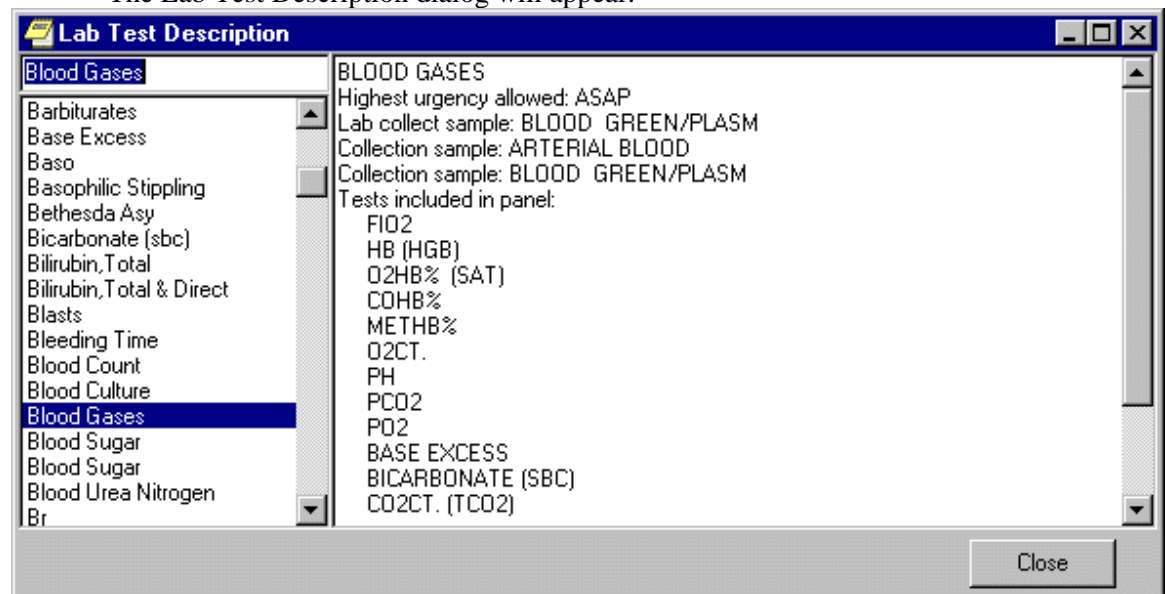 The Lab Test Description dialog will appear.
Lab Test Description
Blood Gases
Barbiturates
Base Excess
Baso
Basophilic Stippling
Bethesda Asy
Bicarbonate (sbc)
Bilirubin,Total
Bilirubin,Total & Direct
Blasts
Bleeding Time
Blood Count
Blood Culture
Blood Gases
Blood Sugar
Blood Sugar
Blood Urea Nitrogen
Br
BLOOD GASES
Highest urgency allowed: ASAP
Lab collect sample: BLOOD  GREEN/PLASM
Collection sample: ARTERIAL BLOOD
Collection sample: BLOOD  GREEN/PLASM
Tests included in panel:
FIO2
HB (HGB)
O2HB%  (SAT)
COHB%
METHB%
O2CT.
PH
PCO2
PO2
BASE EXCESS
BICARBONATE (SBC)
CO2CT. (TCO2)
Close